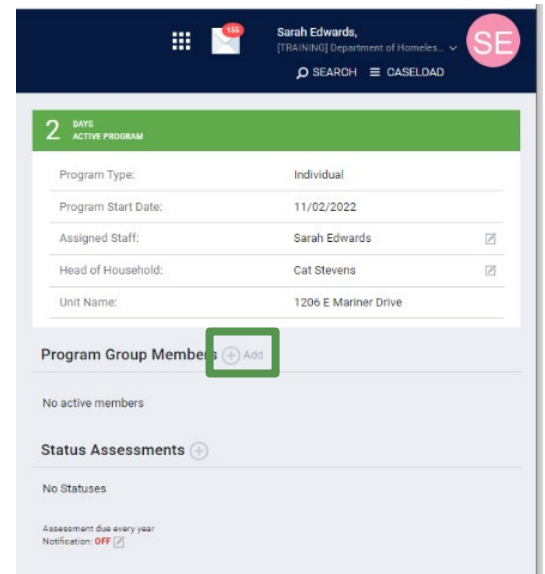 155
Sarah Edwards,
[TRAINING] Department of Homeles...
SE
SEARCH CASELOAD
2 DAYS
ACTIVE PROGRAM
Program Type: Individual
Program Start Date: 11/02/2022
Assigned Staff: Sarah Edwards
Head of Household: Cat Stevens
Unit Name: 1206 E Mariner Drive
Program Group Members Add
No active members
Status Assessments
No Statuses
Assessment due every year
Notification: OFF